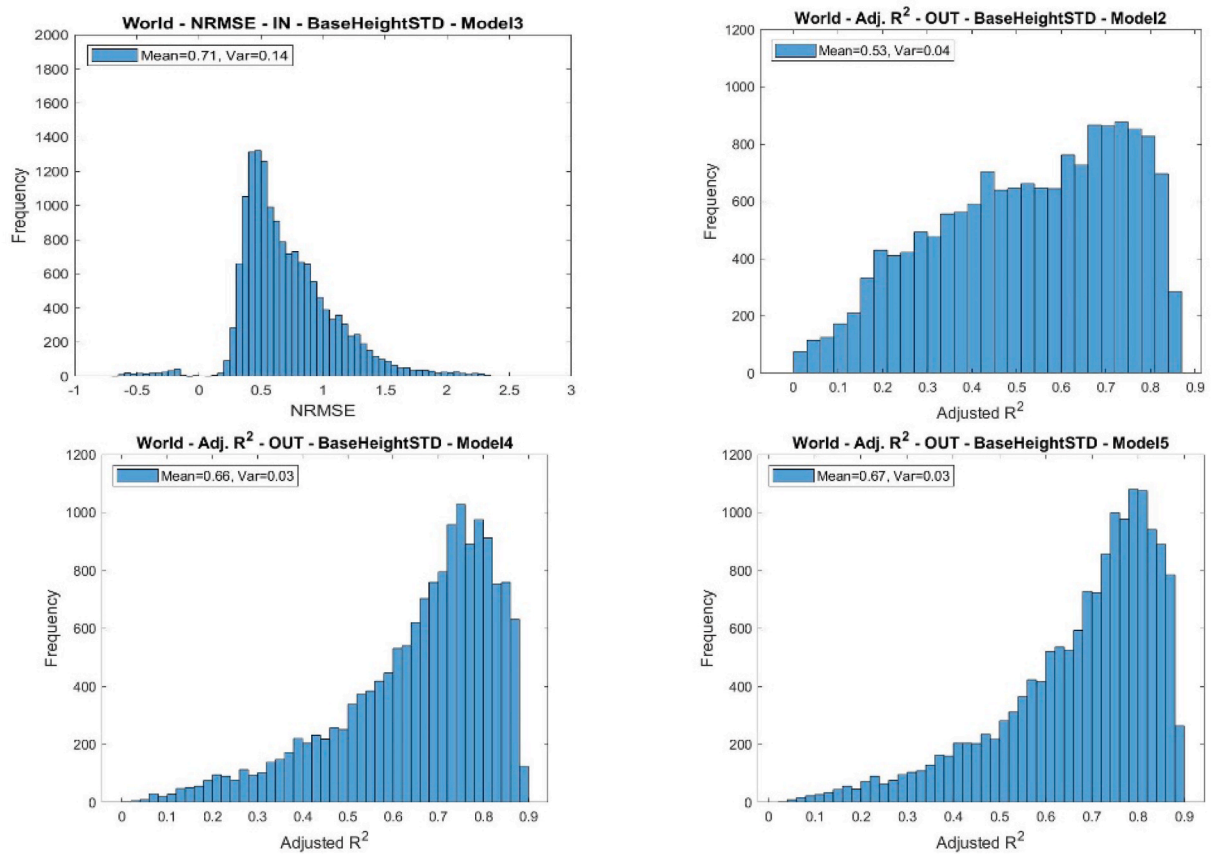 World - NRMSE - IN - BaseHeightSTD - Model3
2000
1800
1600
1400
1200
1000
800
600
400
200
0
Frequency
Mean=0.71, Var=0.14
-1 -0.5 0 0.5 1 1.5 2 2.5 3
NRMSE
World - Adj. R² - OUT - BaseHeightSTD - Model2
1200
1000
800
600
400
200
0
Frequency
Mean=0.53, Var=0.04
0 0.1 0.2 0.3 0.4 0.5 0.6 0.7 0.8 0.9
Adjusted R²
World - Adj. R² - OUT - BaseHeightSTD - Model4
1200
1000
800
600
400
200
0
Frequency
Mean=0.66, Var=0.03
0 0.1 0.2 0.3 0.4 0.5 0.6 0.7 0.8 0.9
Adjusted R²
World - Adj. R² - OUT - BaseHeightSTD - Model5
1200
1000
800
600
400
200
0
Frequency
Mean=0.67, Var=0.03
0 0.1 0.2 0.3 0.4 0.5 0.6 0.7 0.8 0.9
Adjusted R²